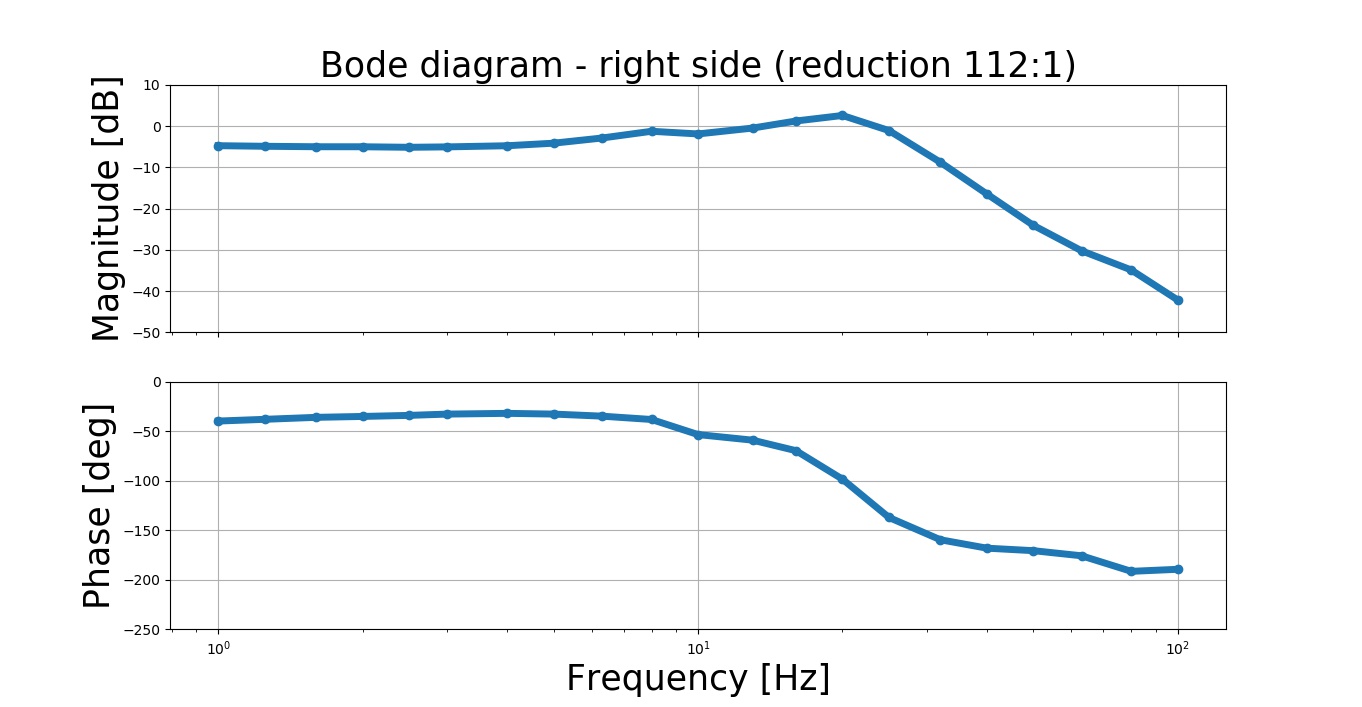 Bode diagram - right side (reduction 112:1)
Magnitude [dB]
10
0
−10
−20
−30
−40
−50
Phase [deg]
0
−50
−100
−150
−200
−250
10⁰ 10¹ 10²
Frequency [Hz]